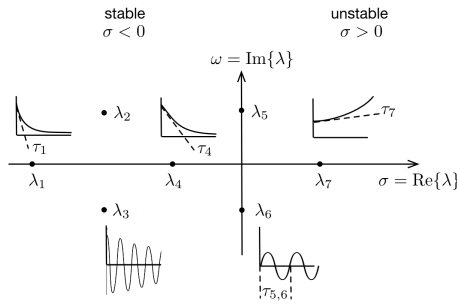 stable
σ < 0
unstable
σ > 0
ω = Im{λ}
λ₂
λ₅
τ₁
τ₄
τ₇
λ₁
λ₄
λ₇
σ = Re{λ}
λ₃
λ₆
τ₅,₆